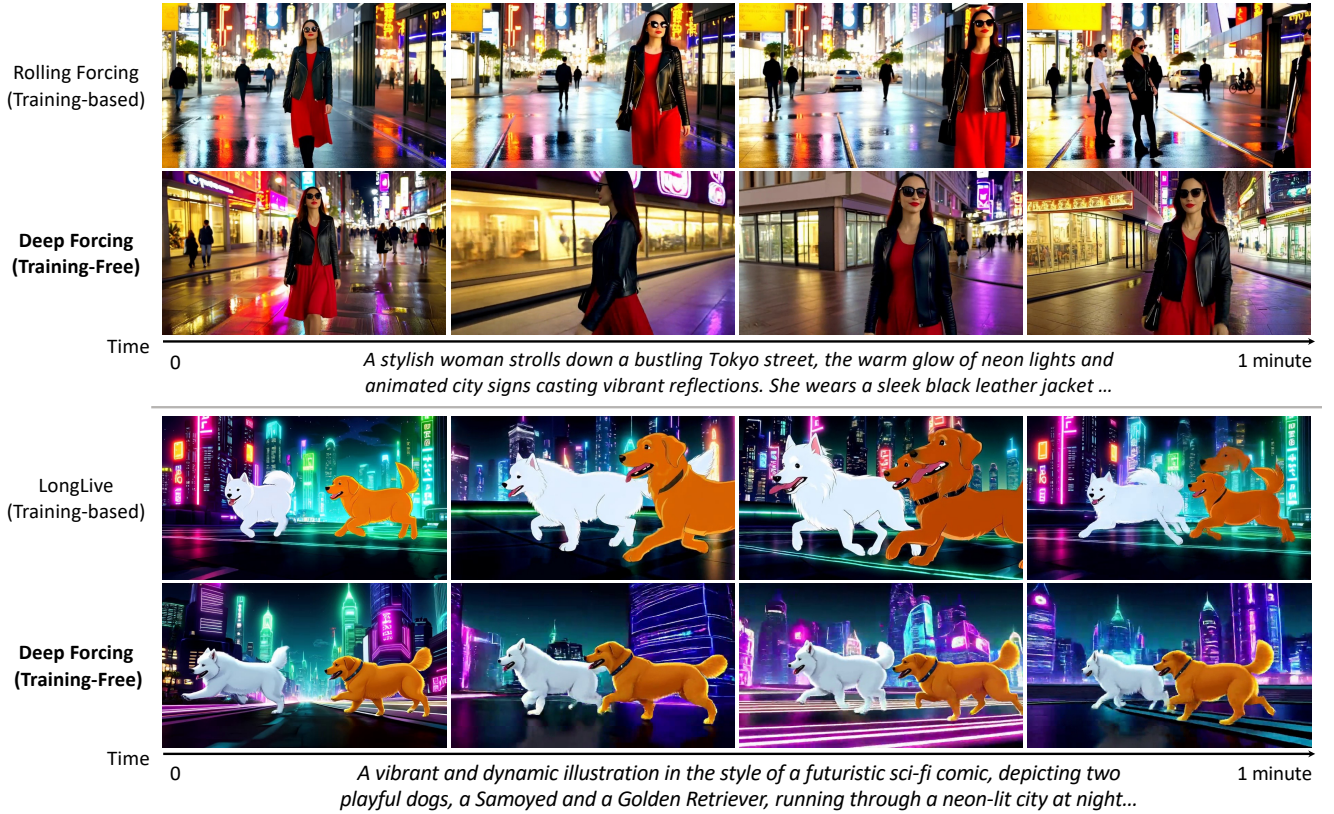 Rolling Forcing
(Training-based)
Deep Forcing
(Training-Free)
Time
0
A stylish woman strolls down a bustling Tokyo street, the warm glow of neon lights and
animated city signs casting vibrant reflections. She wears a sleek black leather jacket ...
1 minute
LongLive
(Training-based)
Deep Forcing
(Training-Free)
Time
0
A vibrant and dynamic illustration in the style of a futuristic sci-fi comic, depicting two
playful dogs, a Samoyed and a Golden Retriever, running through a neon-lit city at night...
1 minute